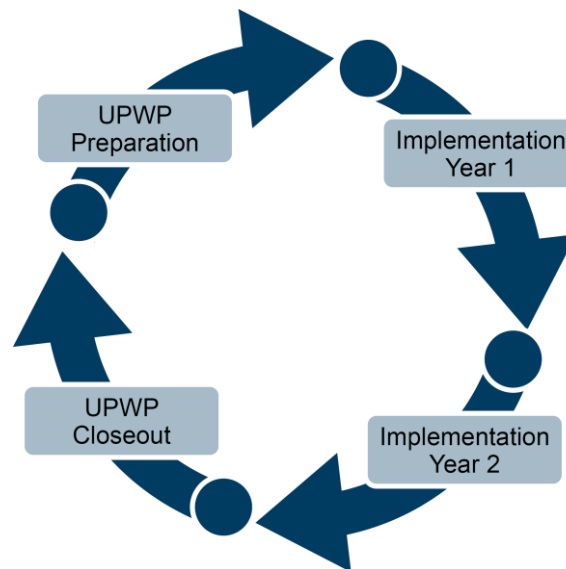 UPWP
Preparation
Implementation
Year 1
Implementation
Year 2
UPWP
Closeout